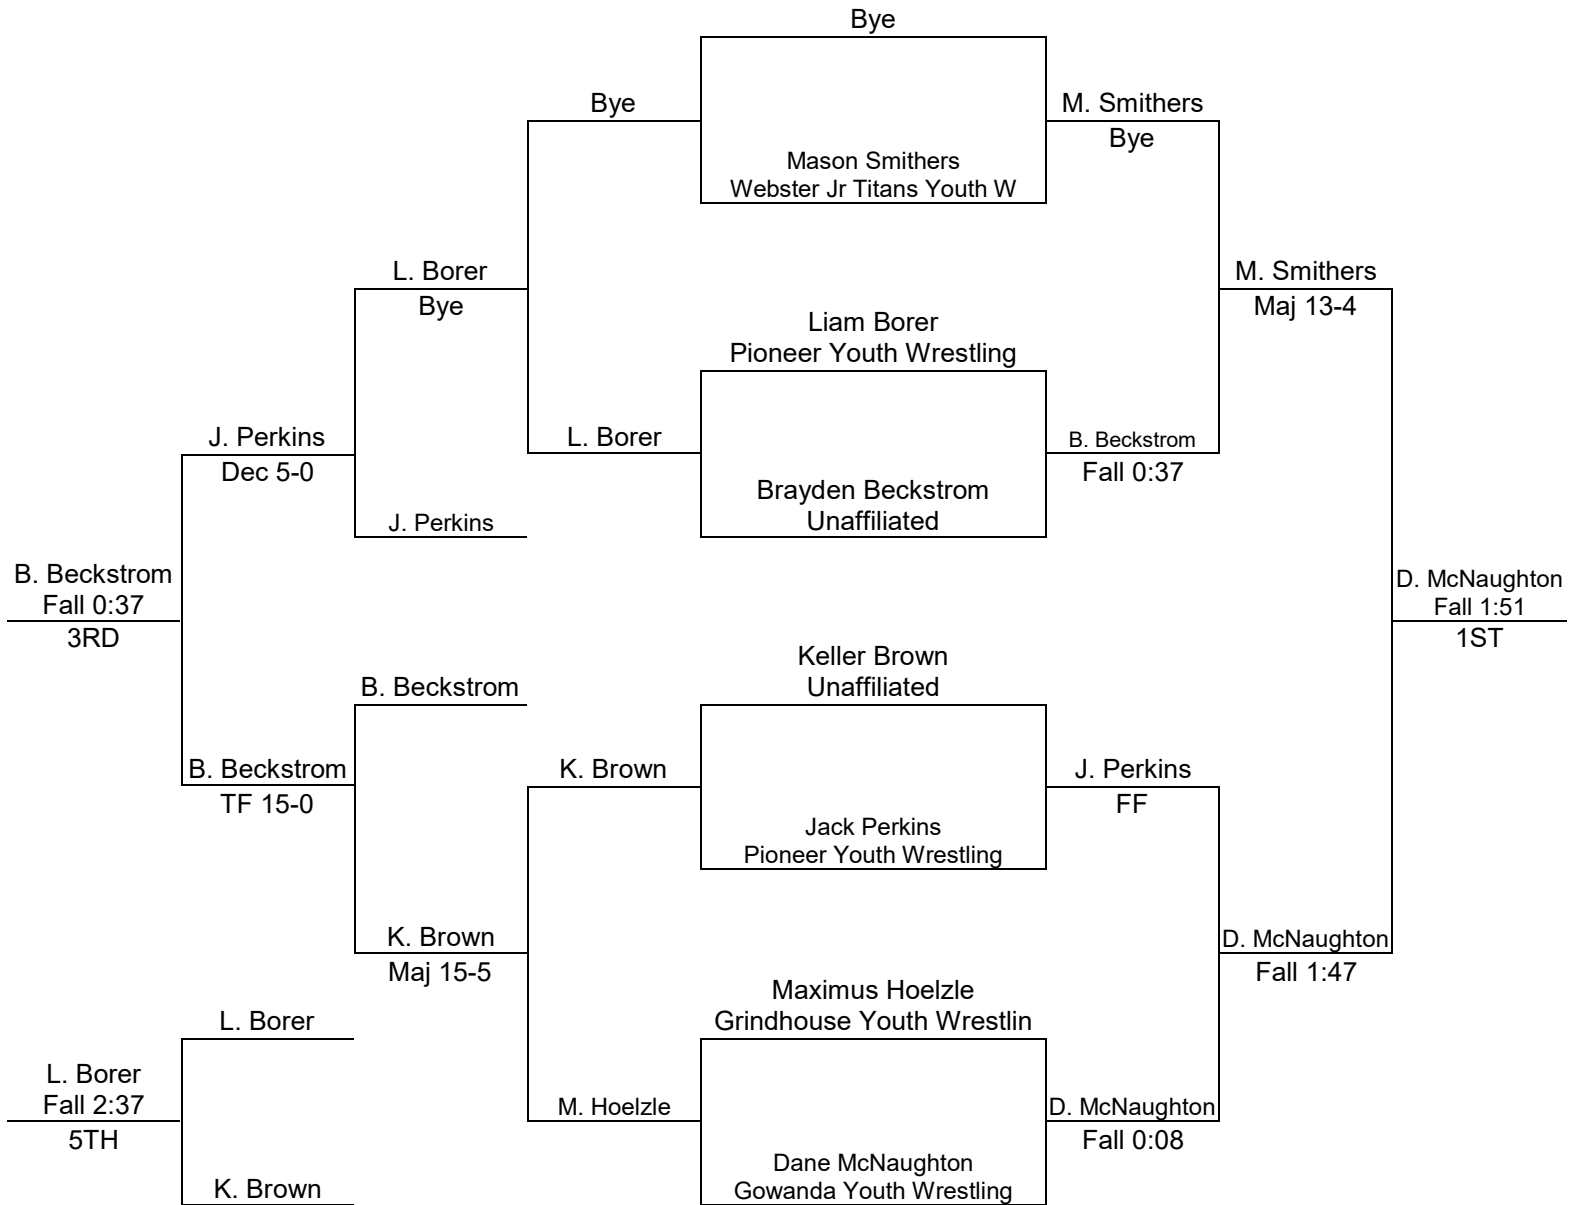 Bye
Bye
M. Smithers
Bye
Mason Smithers
Webster Jr Titans Youth W
L. Borer
Bye
M. Smithers
Maj 13-4
Liam Borer
Pioneer Youth Wrestling
J. Perkins
Dec 5-0
L. Borer
B. Beckstrom
Fall 0:37
Brayden Beckstrom
Unaffiliated
J. Perkins
B. Beckstrom
Fall 0:37
3RD
D. McNaughton
Fall 1:51
1ST
Keller Brown
Unaffiliated
B. Beckstrom
B. Beckstrom
TF 15-0
K. Brown
J. Perkins
FF
Jack Perkins
Pioneer Youth Wrestling
K. Brown
Maj 15-5
D. McNaughton
Fall 1:47
Maximus Hoelzle
Grindhouse Youth Wrestlin
L. Borer
L. Borer
Fall 2:37
5TH
M. Hoelzle
D. McNaughton
Fall 0:08
Dane McNaughton
Gowanda Youth Wrestling
K. Brown